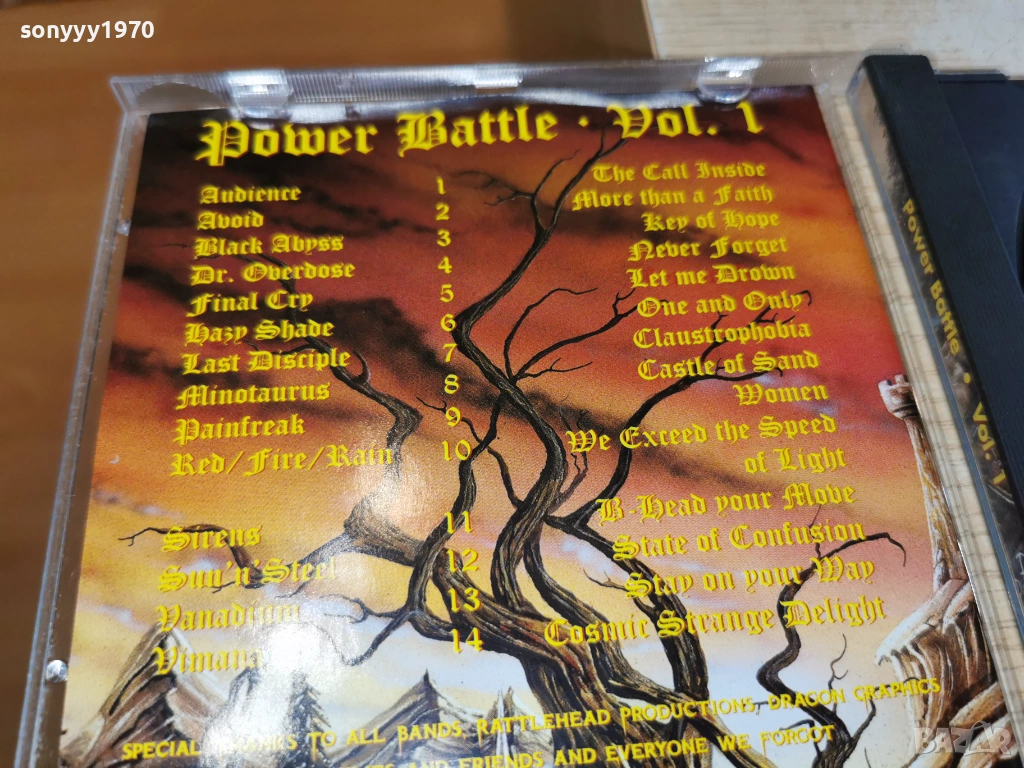 sonyyy1970
Power Battle · Vol. 1
Audience 1 The Call Inside
Avoid 2 More than a Faith
Black Abyss 3 Key of Hope
Dr. Overdose 4 Never Forget
Final Cry 5 Let me Drown
Hazy Shade 6 One and Only
Last Disciple 7 Claustrophobia
Minotaurus 8 Castle of Sand
Painfreak 9 Women
Red/Fire/Rain 10 We Exceed the Speed
of Light
Sirens 11 B-Head your Move
Sun'n'Steel 12 State of Confusion
Vanadium 13 Stay on your Way
Vimana 14 Cosmic Strange Delight
SPECIAL THANKS TO ALL BANDS, RATTLEHEAD PRODUCTIONS, DRAGON GRAPHICS
AND FRIENDS AND EVERYONE WE FORGOT
Power Battle • Vol. 1
BAZAR